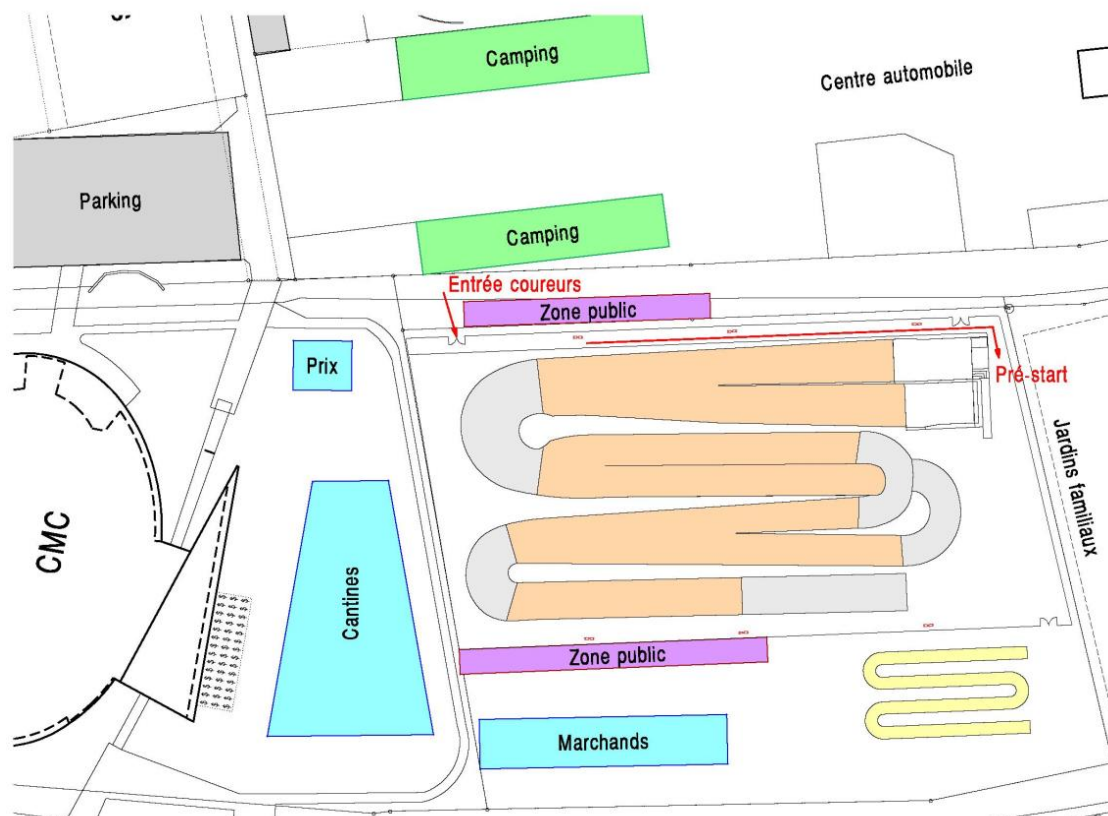 Camping
Centre automobile
Parking
Camping
Entrée coureurs
Zone public
Prix
Pré-start
Jardins familiaux
CMC
Cantines
Zone public
Marchands